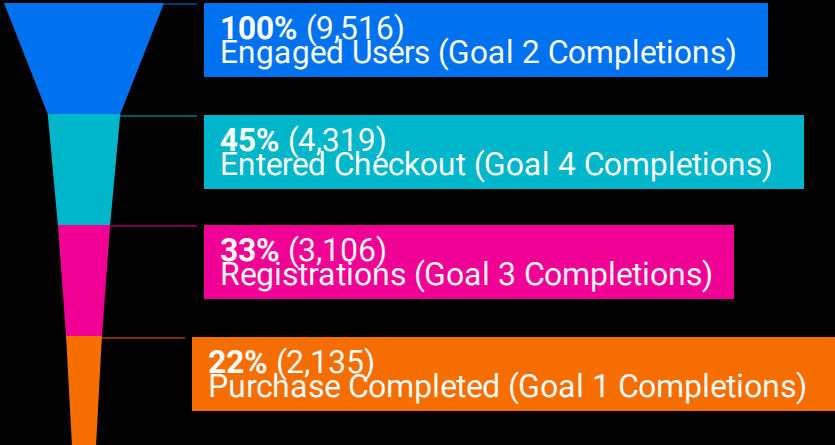 100% (9,516)
Engaged Users (Goal 2 Completions)
45% (4,319)
Entered Checkout (Goal 4 Completions)
33% (3,106)
Registrations (Goal 3 Completions)
22% (2,135)
Purchase Completed (Goal 1 Completions)